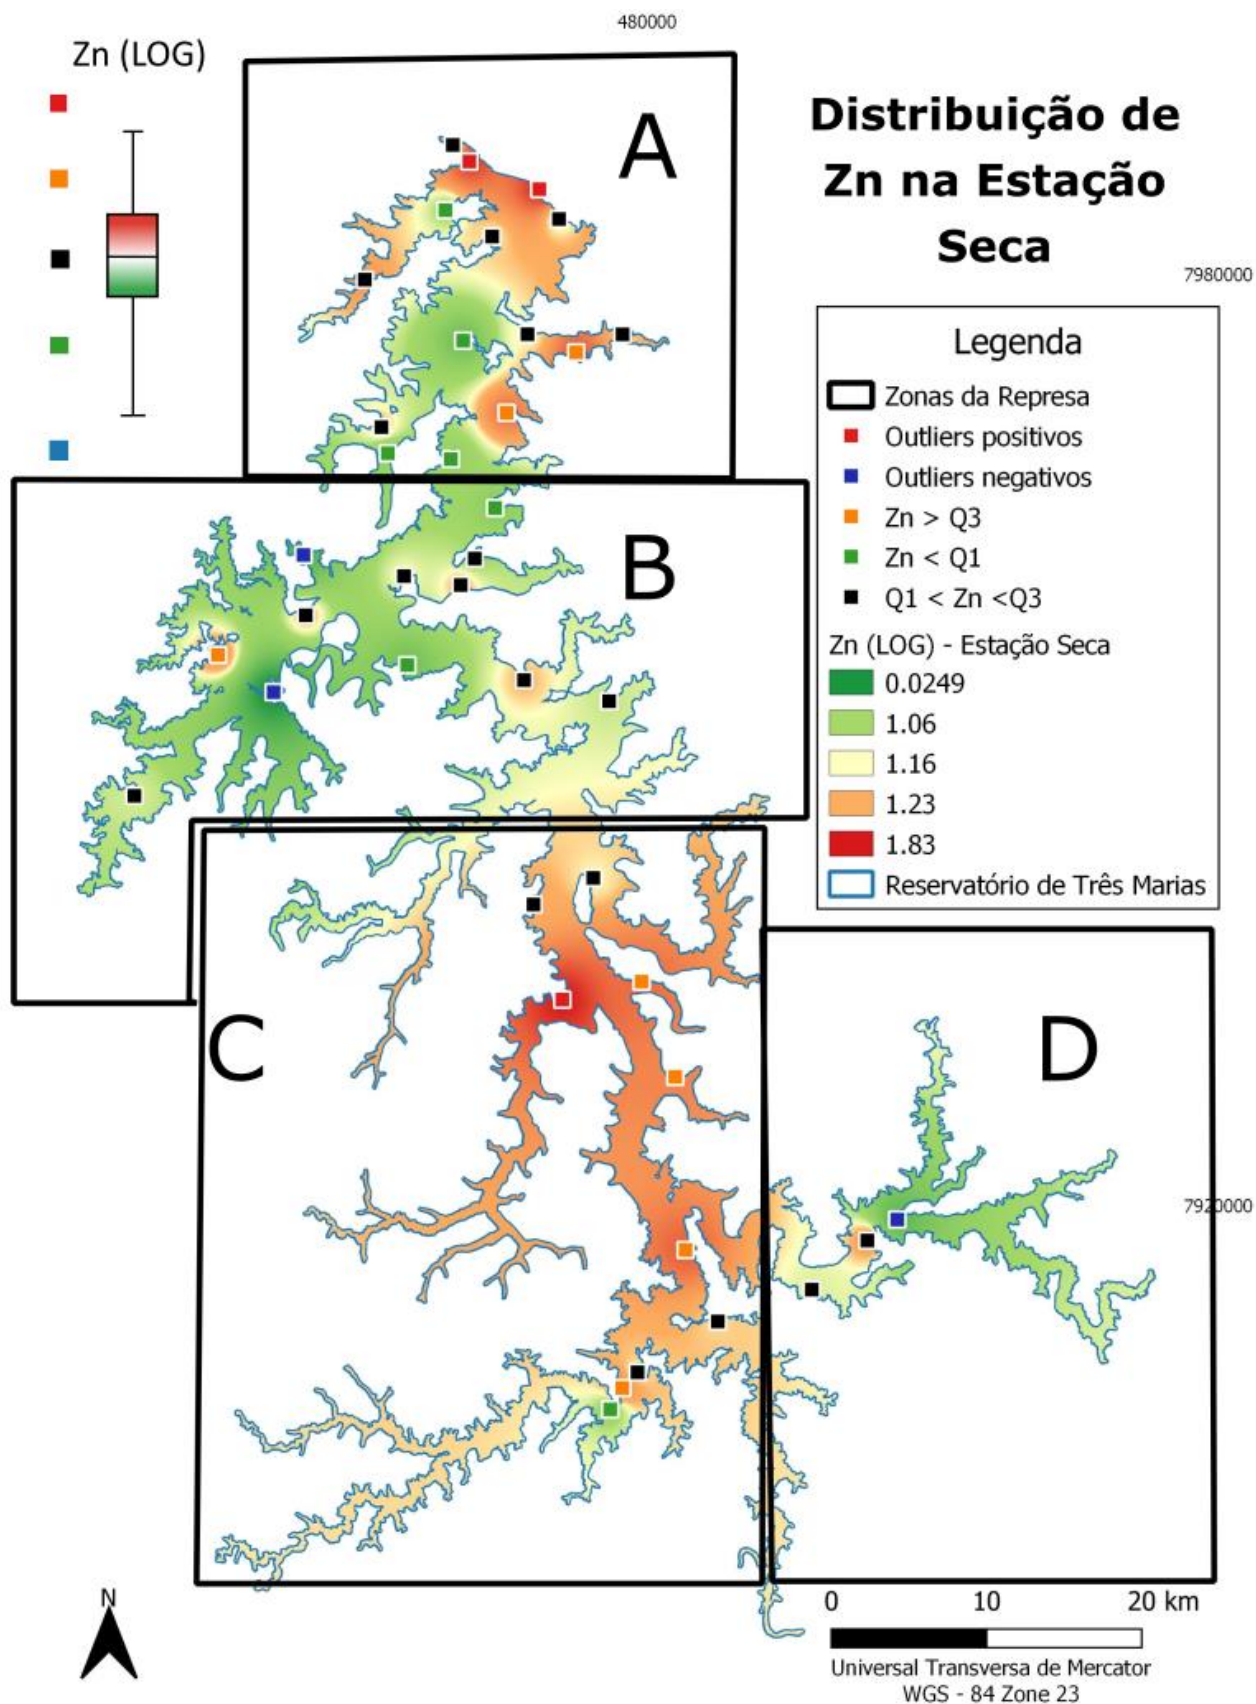 480000
Zn (LOG)
A
Distribuição de
Zn na Estação
Seca
7980000
Legenda
Zonas da Represa
Outliers positivos
Outliers negativos
Zn > Q3
Zn < Q1
Q1 < Zn <Q3
Zn (LOG) - Estação Seca
0.0249
1.06
1.16
1.23
1.83
Reservatório de Três Marias
B
C
D
7920000
N
0 10 20 km
Universal Transversa de Mercator
WGS - 84 Zone 23